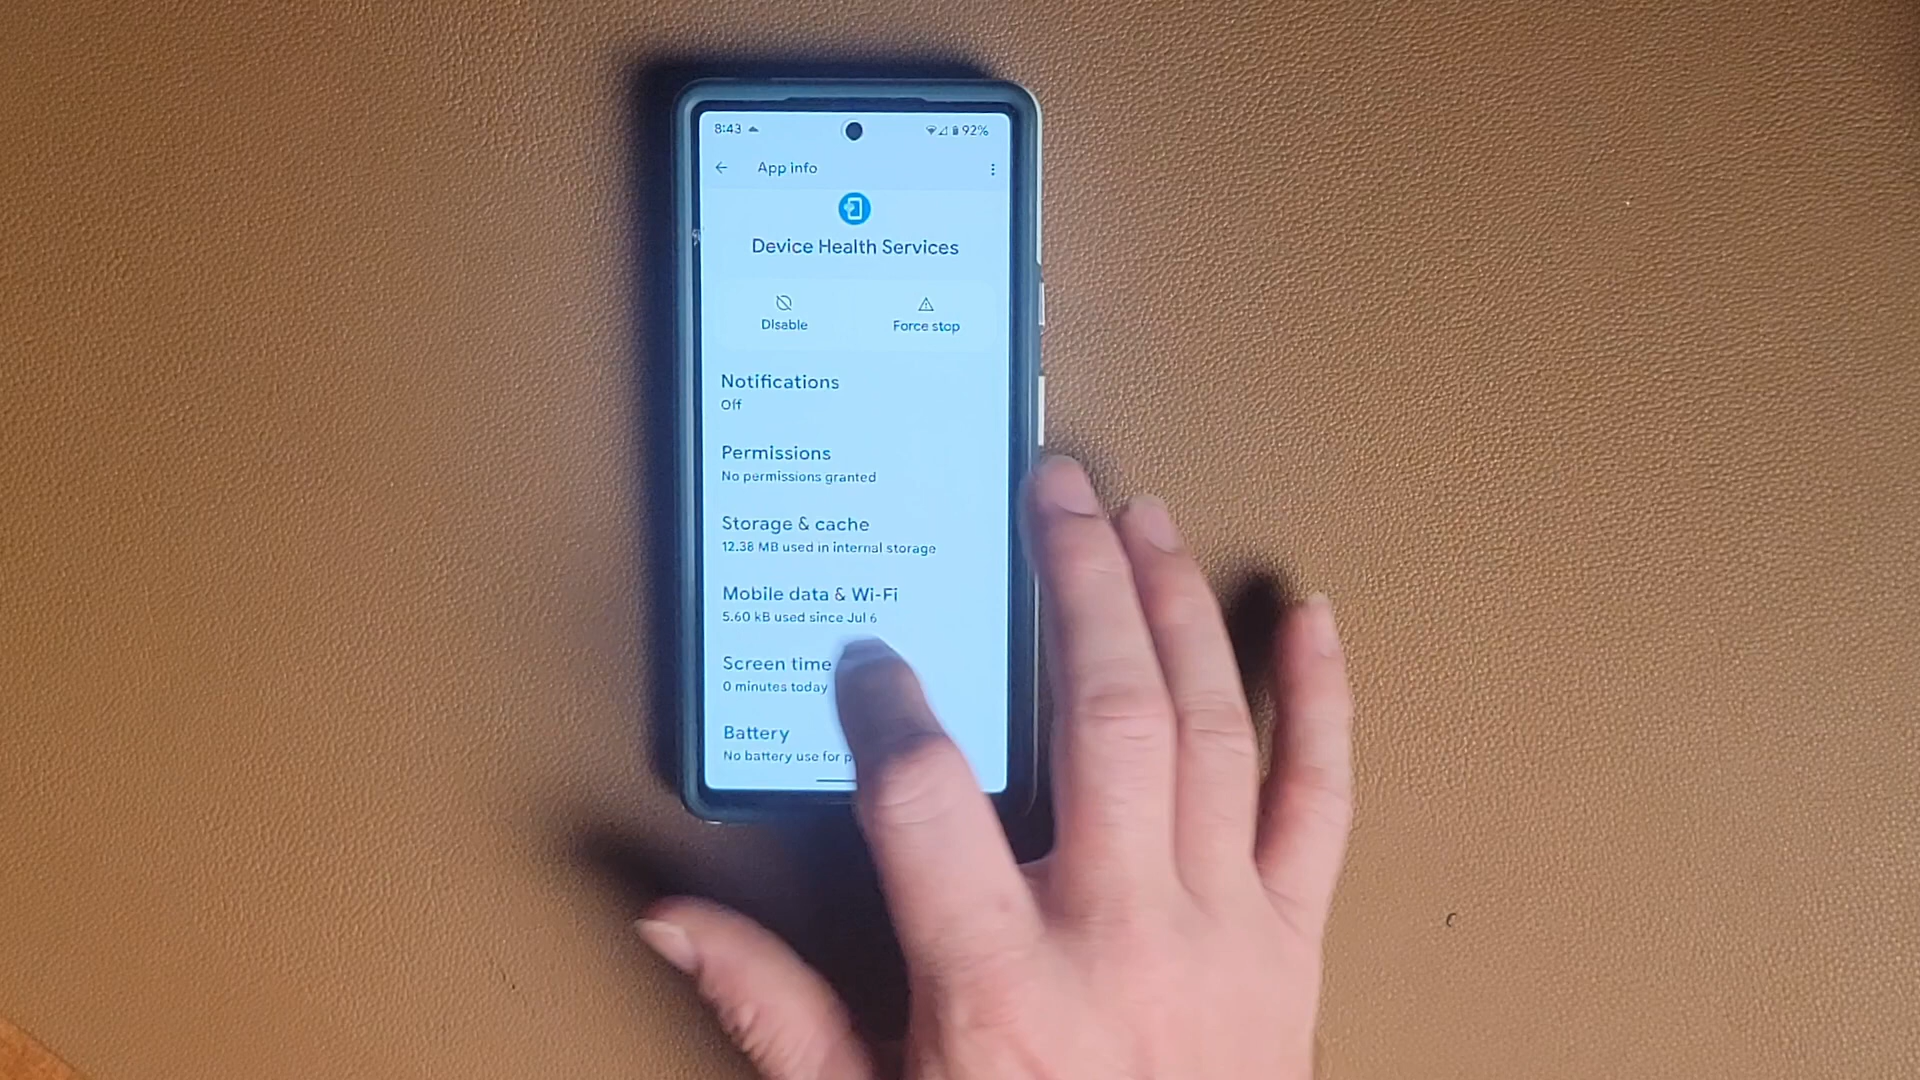 8:43 92%
App info
Device Health Services
Disable Force stop
Notifications
Off
Permissions
No permissions granted
Storage & cache
12.38 MB used in internal storage
Mobile data & Wi-Fi
5.60 kB used since Jul 6
Screen time
0 minutes today
Battery
No battery use for